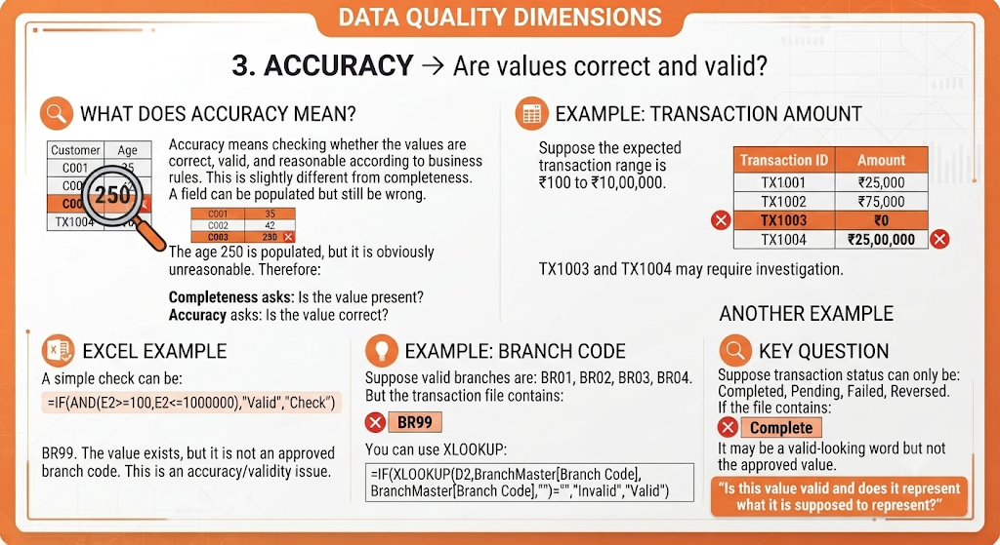 DATA QUALITY DIMENSIONS
3. ACCURACY → Are values correct and valid?
WHAT DOES ACCURACY MEAN?
Customer Age
C001 35
C00
C00 250
TX1004
Accuracy means checking whether the values are
correct, valid, and reasonable according to business
rules. This is slightly different from completeness.
A field can be populated but still be wrong.
C001 35
C002 42
C003 290
The age 250 is populated, but it is obviously
unreasonable. Therefore:
Completeness asks: Is the value present?
Accuracy asks: Is the value correct?
EXAMPLE: TRANSACTION AMOUNT
Suppose the expected
transaction range is
₹100 to ₹10,00,000.
Transaction ID Amount
TX1001 ₹25,000
TX1002 ₹75,000
TX1003 ₹0
TX1004 ₹25,00,000
TX1003 and TX1004 may require investigation.
EXCEL EXAMPLE
A simple check can be:
=IF(AND(E2>=100,E2<=1000000),"Valid","Check")
BR99. The value exists, but it is not an approved
branch code. This is an accuracy/validity issue.
EXAMPLE: BRANCH CODE
Suppose valid branches are: BR01, BR02, BR03, BR04.
But the transaction file contains:
BR99
You can use XLOOKUP:
=IF(XLOOKUP(D2,BranchMaster[Branch Code],
BranchMaster[Branch Code],"")="","Invalid","Valid")
ANOTHER EXAMPLE
KEY QUESTION
Suppose transaction status can only be:
Completed, Pending, Failed, Reversed.
If the file contains:
Complete
It may be a valid-looking word but not
the approved value.
"Is this value valid and does it represent
what it is supposed to represent?"